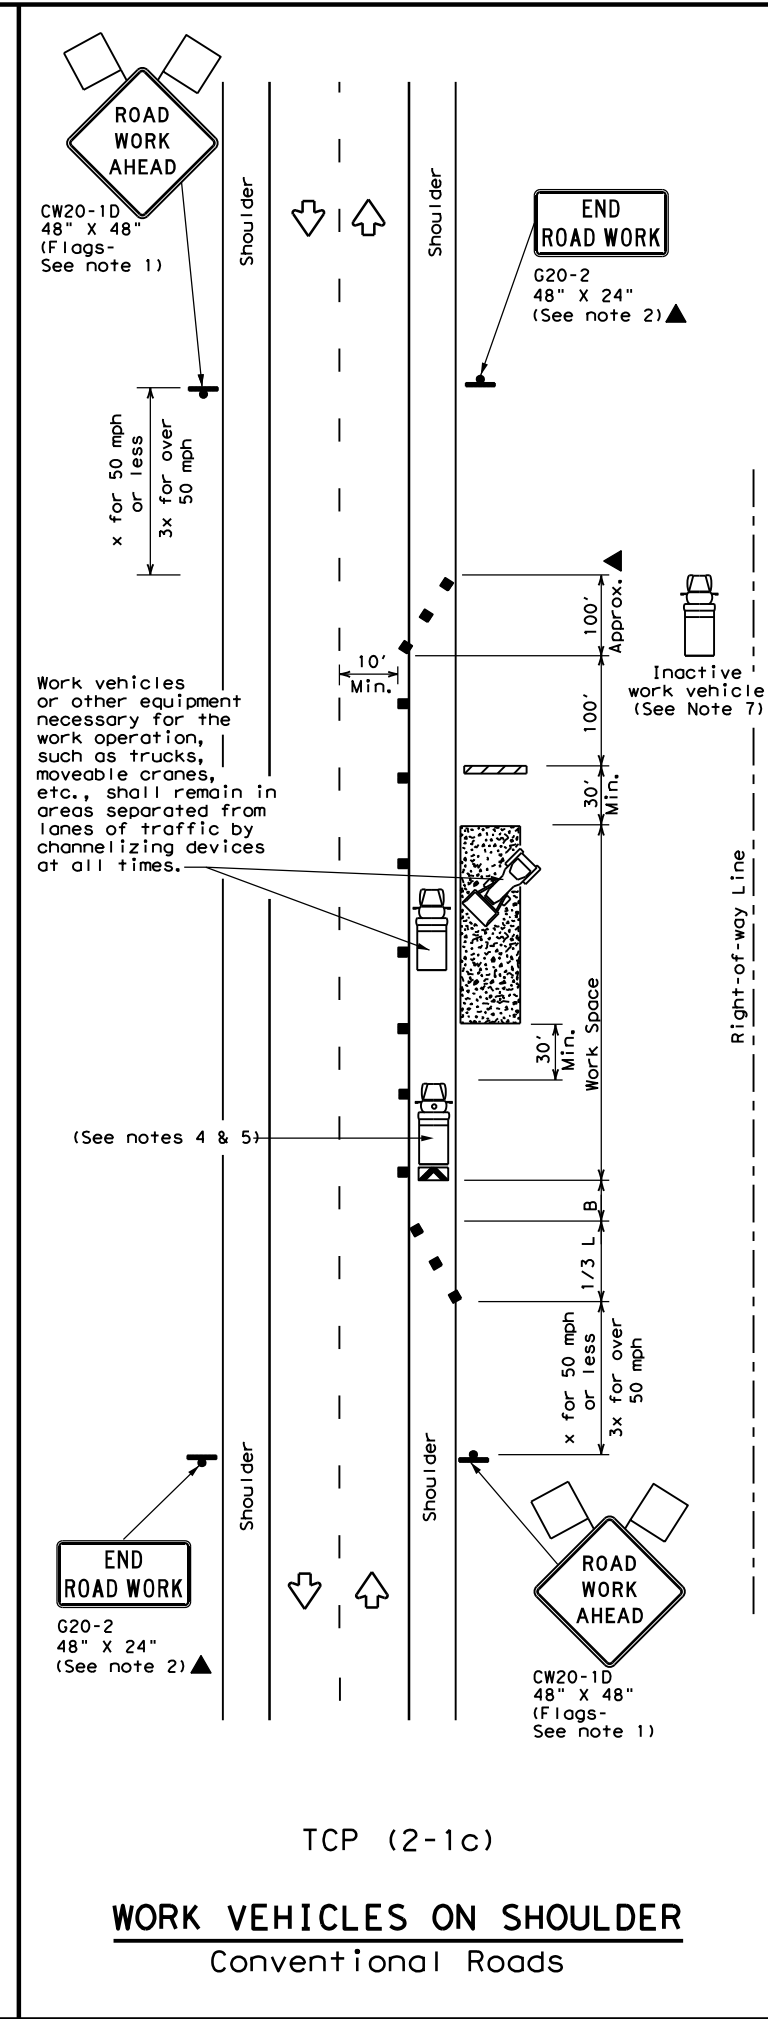 ROAD
WORK
AHEAD
CW20-1D
48" X 48"
(Flags-
See note 1)
Shoulder
Shoulder
END
ROAD WORK
G20-2
48" X 24"
(See note 2)
x for 50 mph
or less
3x for over
50 mph
100'
Approx.
Inactive
work vehicle
(See Note 7)
10'
Min.
Work vehicles
or other equipment
necessary for the
work operation,
such as trucks,
moveable cranes,
etc., shall remain in
areas separated from
lanes of traffic by
channelizing devices
at all times.
100'
30'
Min.
Right-of-way Line
Work Space
30'
Min.
(See notes 4 & 5)
B
1/3 L
x for 50 mph
or less
3x for over
50 mph
Shoulder
Shoulder
END
ROAD WORK
G20-2
48" X 24"
(See note 2)
ROAD
WORK
AHEAD
CW20-1D
48" X 48"
(Flags-
See note 1)
TCP (2-1c)
WORK VEHICLES ON SHOULDER
Conventional Roads